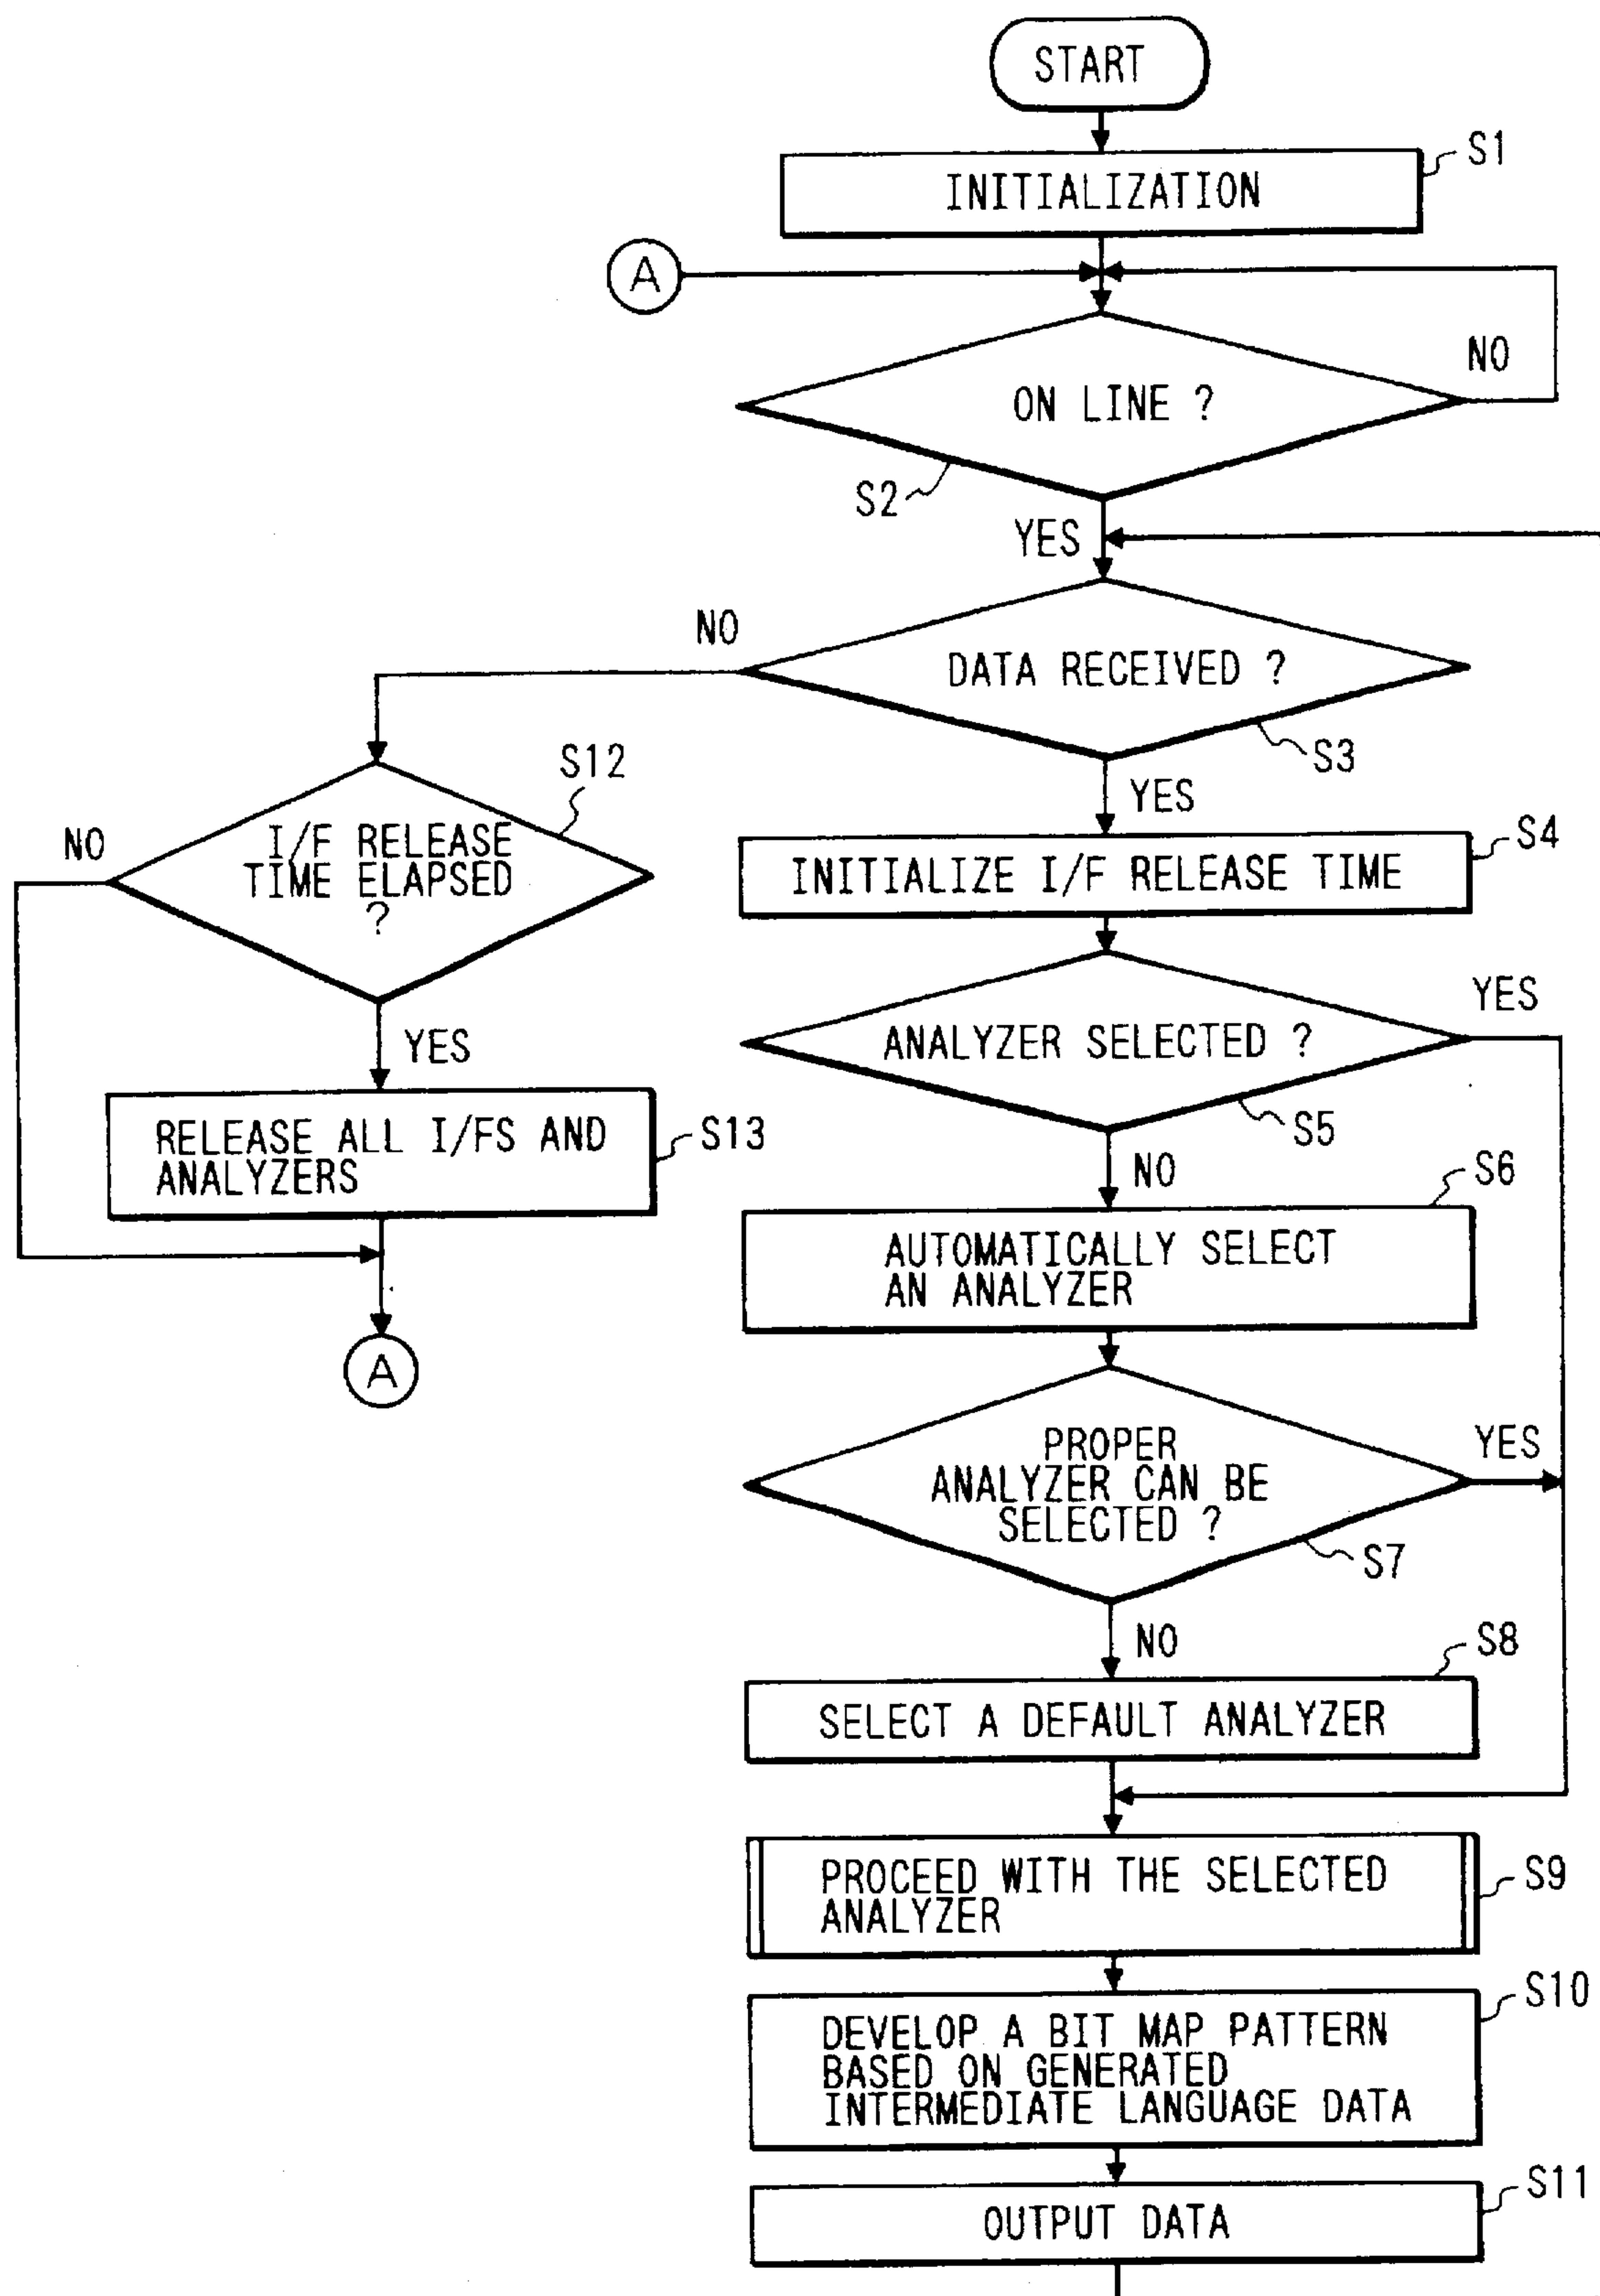 START
S1
INITIALIZATION
A
NO
ON LINE ?
S2
YES
NO
DATA RECEIVED ?
S3
S12
YES
NO
I/F RELEASE
TIME ELAPSED
?
S4
INITIALIZE I/F RELEASE TIME
YES
YES
ANALYZER SELECTED ?
S5
RELEASE ALL I/FS AND
ANALYZERS
S13
NO
S6
AUTOMATICALLY SELECT
AN ANALYZER
A
PROPER
ANALYZER CAN BE
SELECTED ?
YES
S7
NO
S8
SELECT A DEFAULT ANALYZER
PROCEED WITH THE SELECTED
ANALYZER
S9
S10
DEVELOP A BIT MAP PATTERN
BASED ON GENERATED
INTERMEDIATE LANGUAGE DATA
S11
OUTPUT DATA